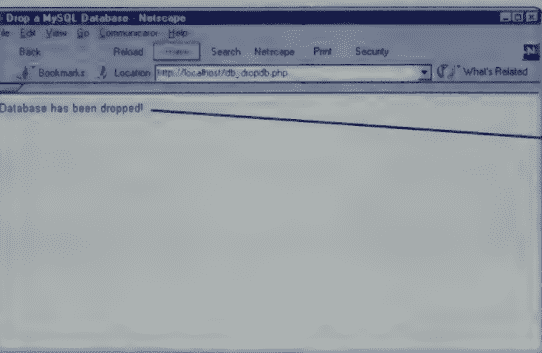 Drop a MySQL Database - Netscape
File Edit View Go Communicator Help
Back Reload Search Netscape Print Security
Bookmarks Location http://localhost/db_dropdb.php What's Related
Database has been dropped!